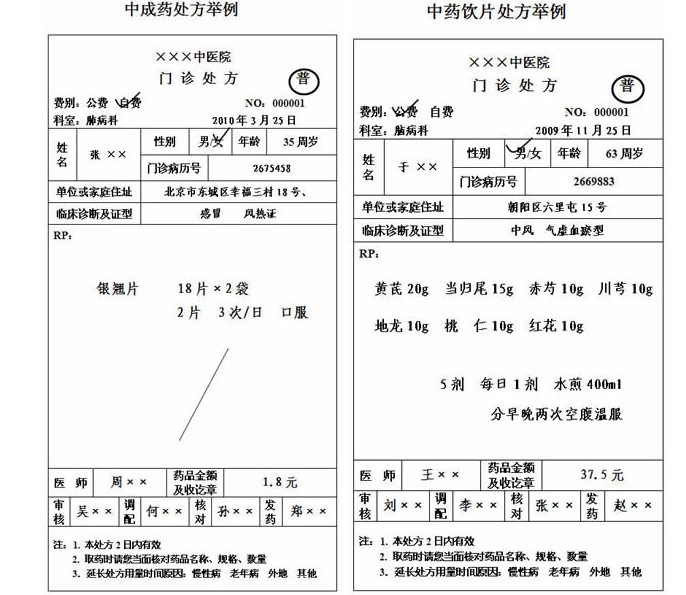 中成药处方举例
×××中医院
门诊处方
普
费别：公费 自费
NO：000001
科室：肺病科
2010年3月25日
姓名 张×× 性别 男/女 年龄 35周岁
门诊病历号 2675458
单位或家庭住址 北京市东城区幸福三村18号、
临床诊断及证型 感冒 风热证
RP：
银翘片 18片×2袋
2片 3次/日 口服
医师 周×× 药品金额及收讫章 1.8元
审核 吴×× 调配 何×× 核对 孙×× 发药 郑××
注：1. 本处方2日内有效
2. 取药时请您当面核对药品名称、规格、数量
3. 延长处方用量时间原因：慢性病 老年病 外地 其他
中药饮片处方举例
×××中医院
门诊处方
普
费别：公费 自费
NO：000001
科室：肺病科
2009年11月25日
姓名 于×× 性别 男/女 年龄 63周岁
门诊病历号 2669883
单位或家庭住址 朝阳区六里屯15号
临床诊断及证型 中风 气虚血瘀型
RP：
黄芪20g 当归尾15g 赤芍10g 川芎10g
地龙10g 桃仁10g 红花10g
5剂 每日1剂 水煎400ml
分早晚两次空腹温服
医师 王×× 药品金额及收讫章 37.5元
审核 刘×× 调配 李×× 核对 张×× 发药 赵××
注：1. 本处方2日内有效
2. 取药时请您当面核对药品名称、规格、数量
3. 延长处方用量时间原因：慢性病 老年病 外地 其他